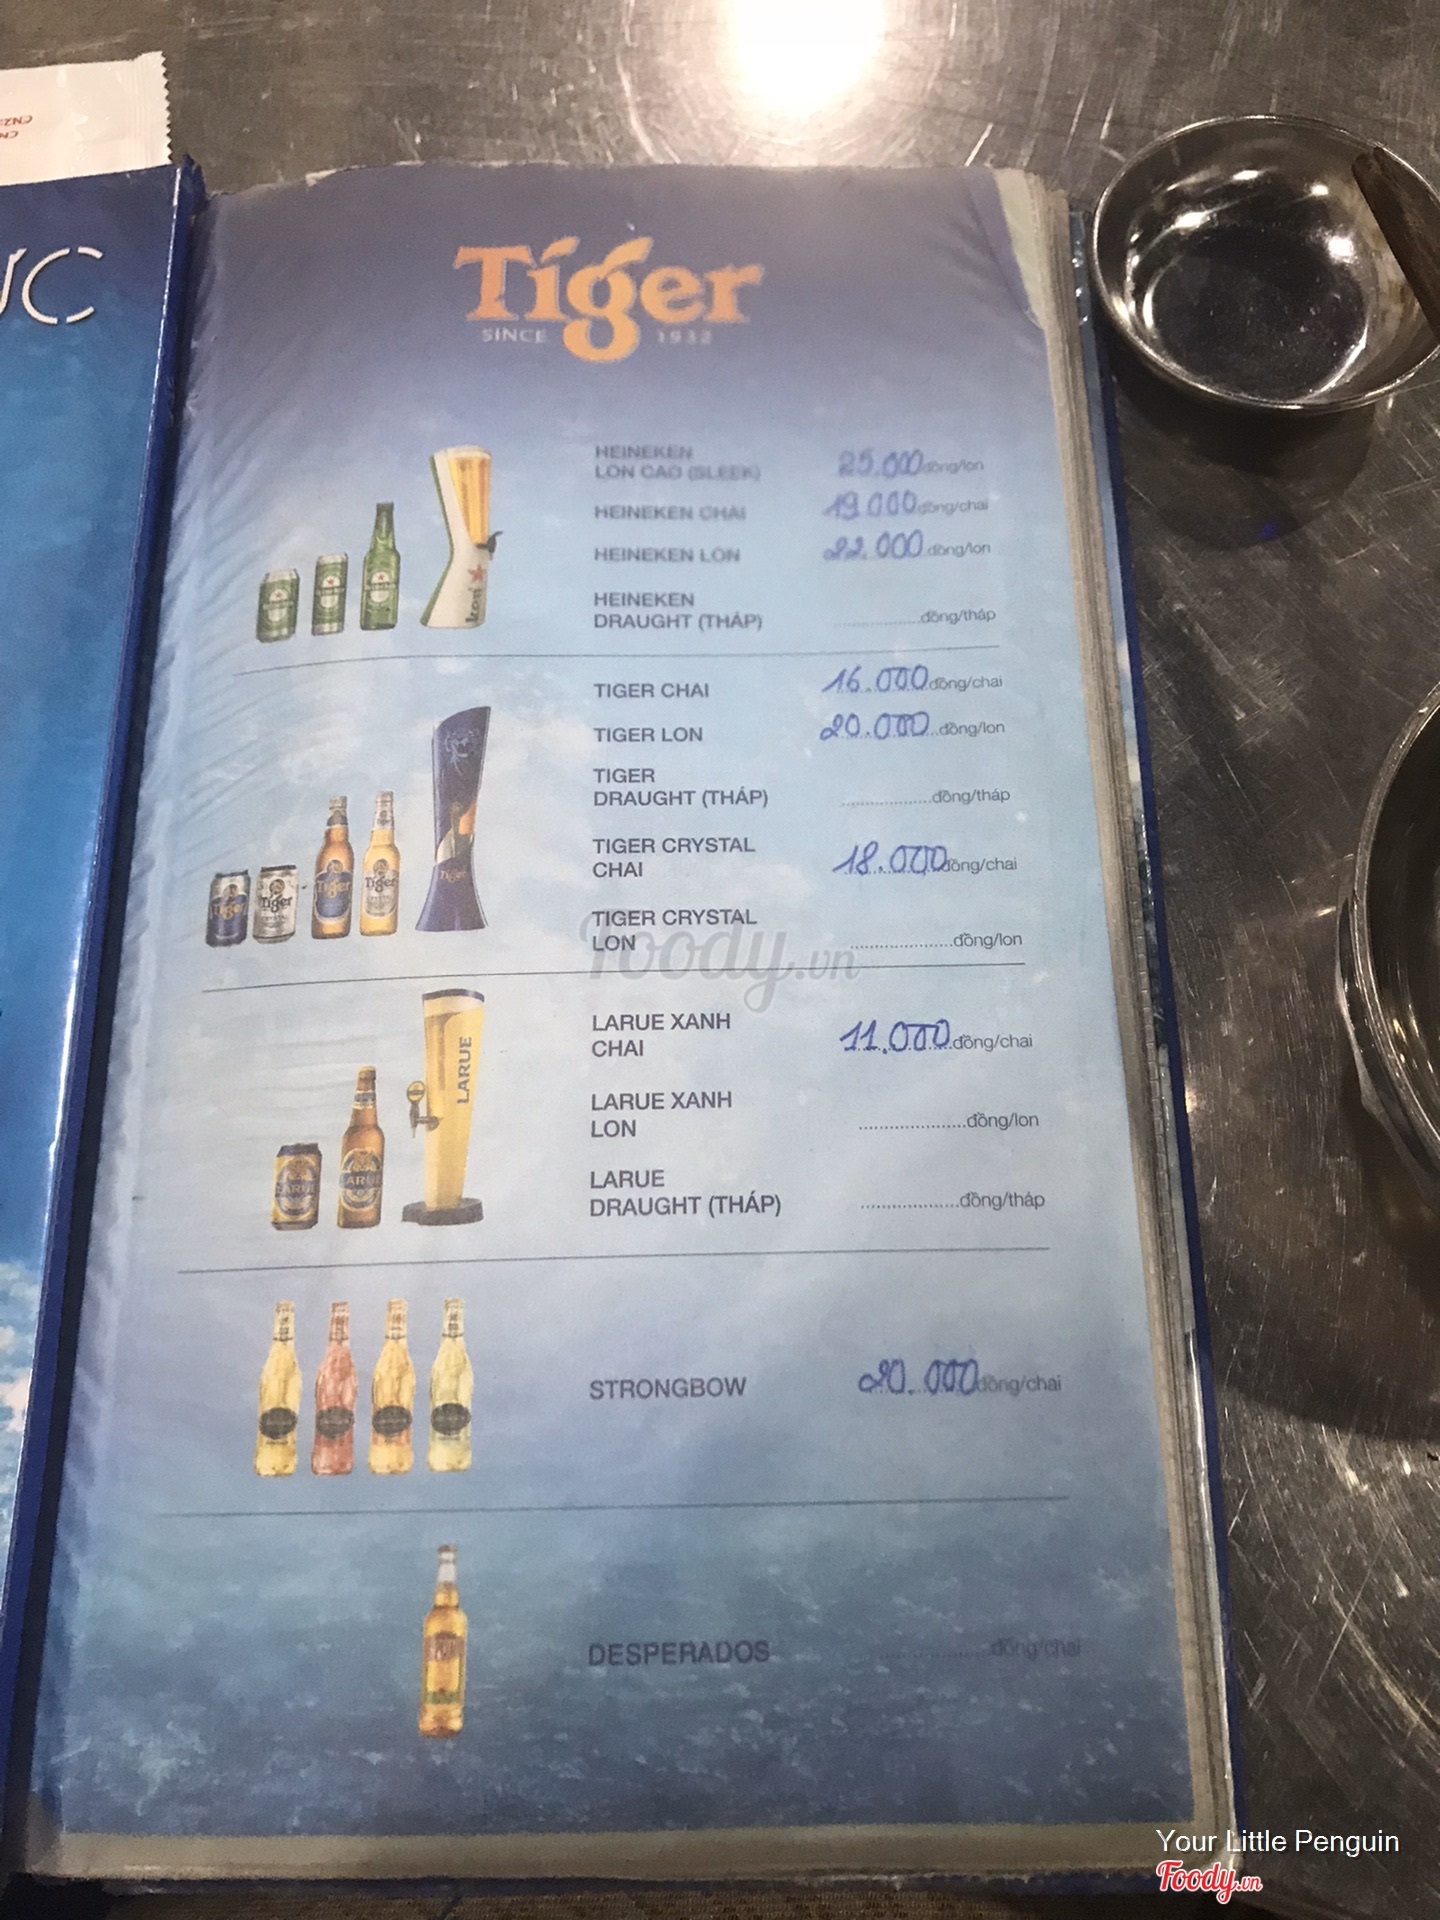 ỰC
Tiger
SINCE 1932
HEINEKEN
LON CAO (SLEEK) 25.000 đồng/lon
HEINEKEN CHAI 19.000 đồng/chai
HEINEKEN LON 22.000 đồng/lon
HEINEKEN
DRAUGHT (THÁP) ....................đồng/tháp
TIGER CHAI 16.000 đồng/chai
TIGER LON 20.000 đồng/lon
TIGER
DRAUGHT (THÁP) ....................đồng/tháp
TIGER CRYSTAL
CHAI 18.000 đồng/chai
TIGER CRYSTAL
LON ....................đồng/lon
LARUE XANH
CHAI 11.000 đồng/chai
LARUE XANH
LON ....................đồng/lon
LARUE
DRAUGHT (THÁP) ....................đồng/tháp
LARUE
STRONGBOW 20.000 đồng/chai
DESPERADOS ....................đồng/chai
Foody.vn
Your Little Penguin
Foody.vn